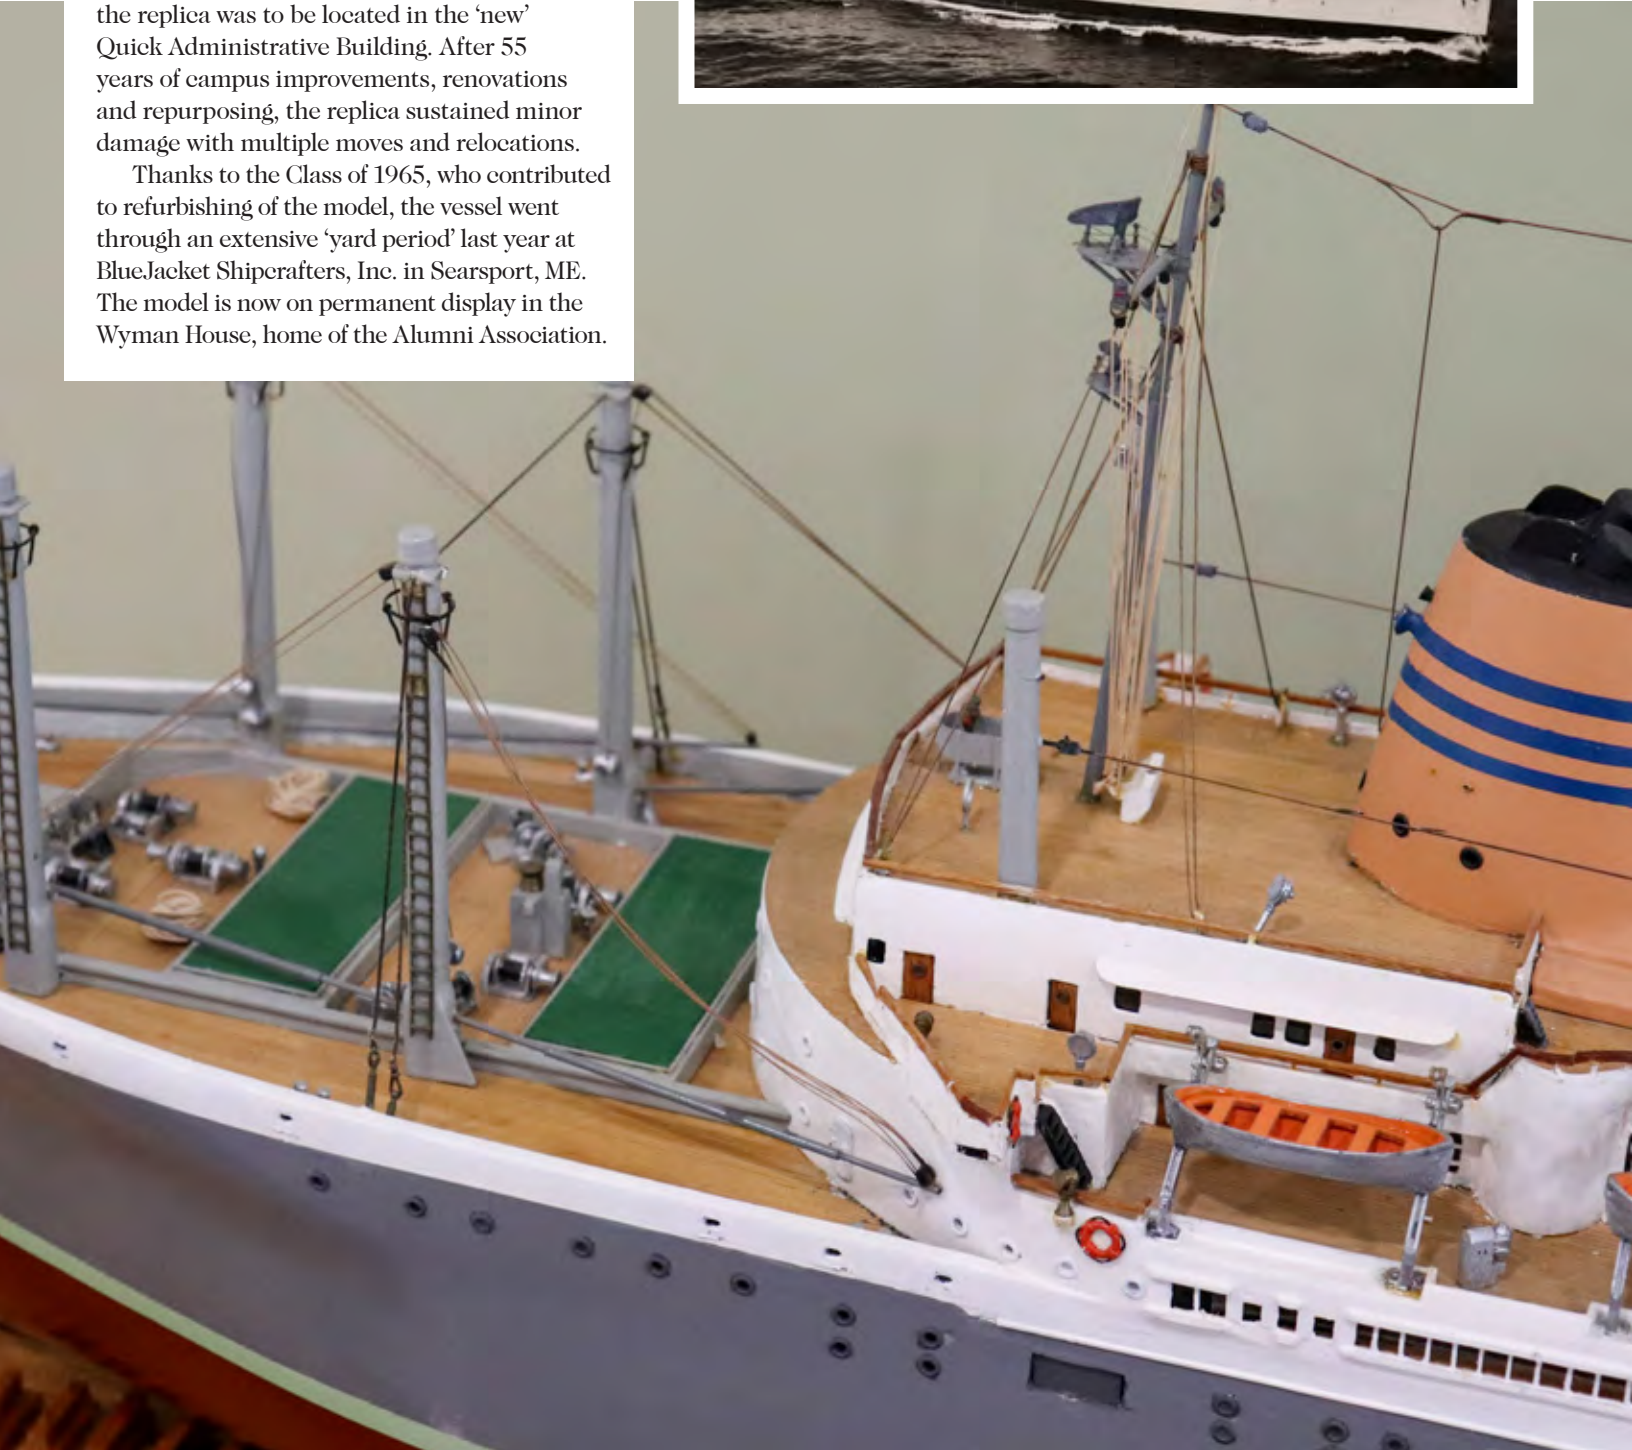 the replica was to be located in the ‘new’
Quick Administrative Building. After 55
years of campus improvements, renovations
and repurposing, the replica sustained minor
damage with multiple moves and relocations.
Thanks to the Class of 1965, who contributed
to refurbishing of the model, the vessel went
through an extensive ‘yard period’ last year at
BlueJacket Shipcrafters, Inc. in Searsport, ME.
The model is now on permanent display in the
Wyman House, home of the Alumni Association.